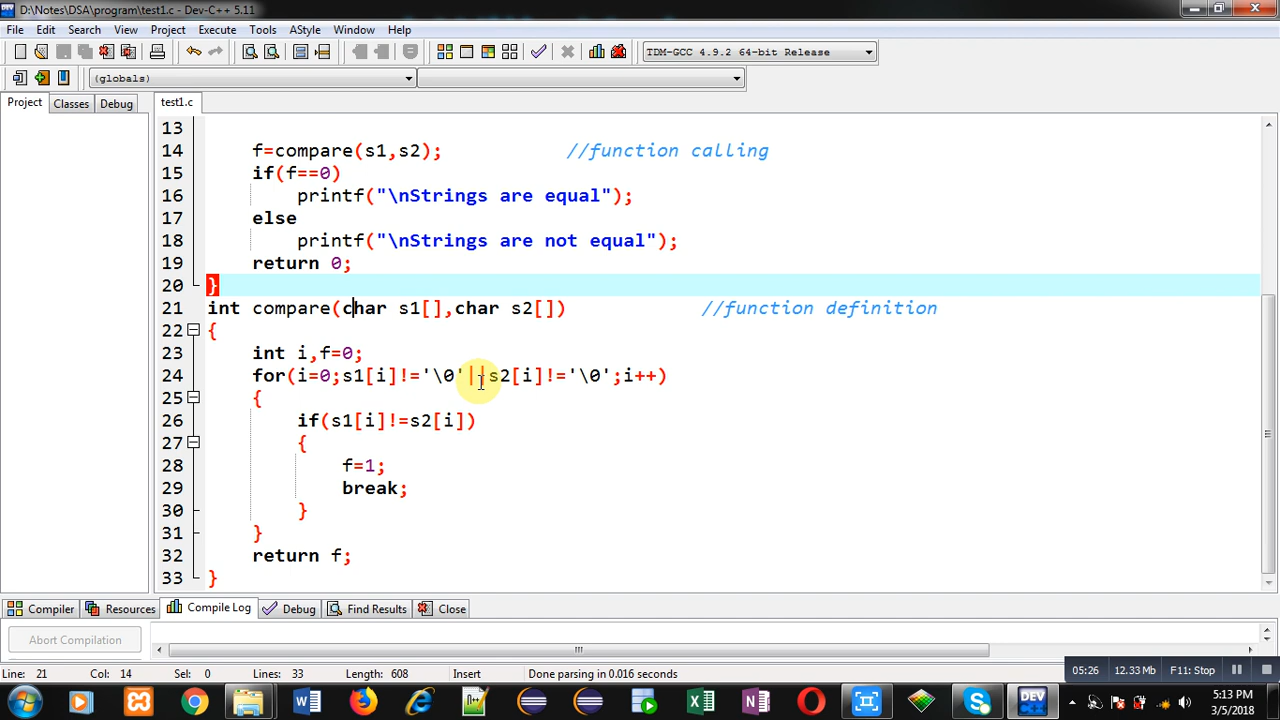 D:\Notes\DSA\program\test1.c - Dev-C++ 5.11
File Edit Search View Project Execute Tools AStyle Window Help
TDM-GCC 4.9.2 64-bit Release
(globals)
Project Classes Debug
test1.c
13
14 f=compare(s1,s2); //function calling
15 if(f==0)
16 printf("\nStrings are equal");
17 else
18 printf("\nStrings are not equal");
19 return 0;
20 }
21 int compare(char s1[],char s2[]) //function definition
22 {
23 int i,f=0;
24 for(i=0;s1[i]!='\0'||s2[i]!='\0';i++)
25 {
26 if(s1[i]!=s2[i])
27 {
28 f=1;
29 break;
30 }
31 }
32 return f;
33 }
Compiler Resources Compile Log Debug Find Results Close
Abort Compilation
Line: 21 Col: 14 Sel: 0 Lines: 33 Length: 608 Insert Done parsing in 0.016 seconds
05:26 12.33 Mb F11: Stop
5:13 PM
3/5/2018